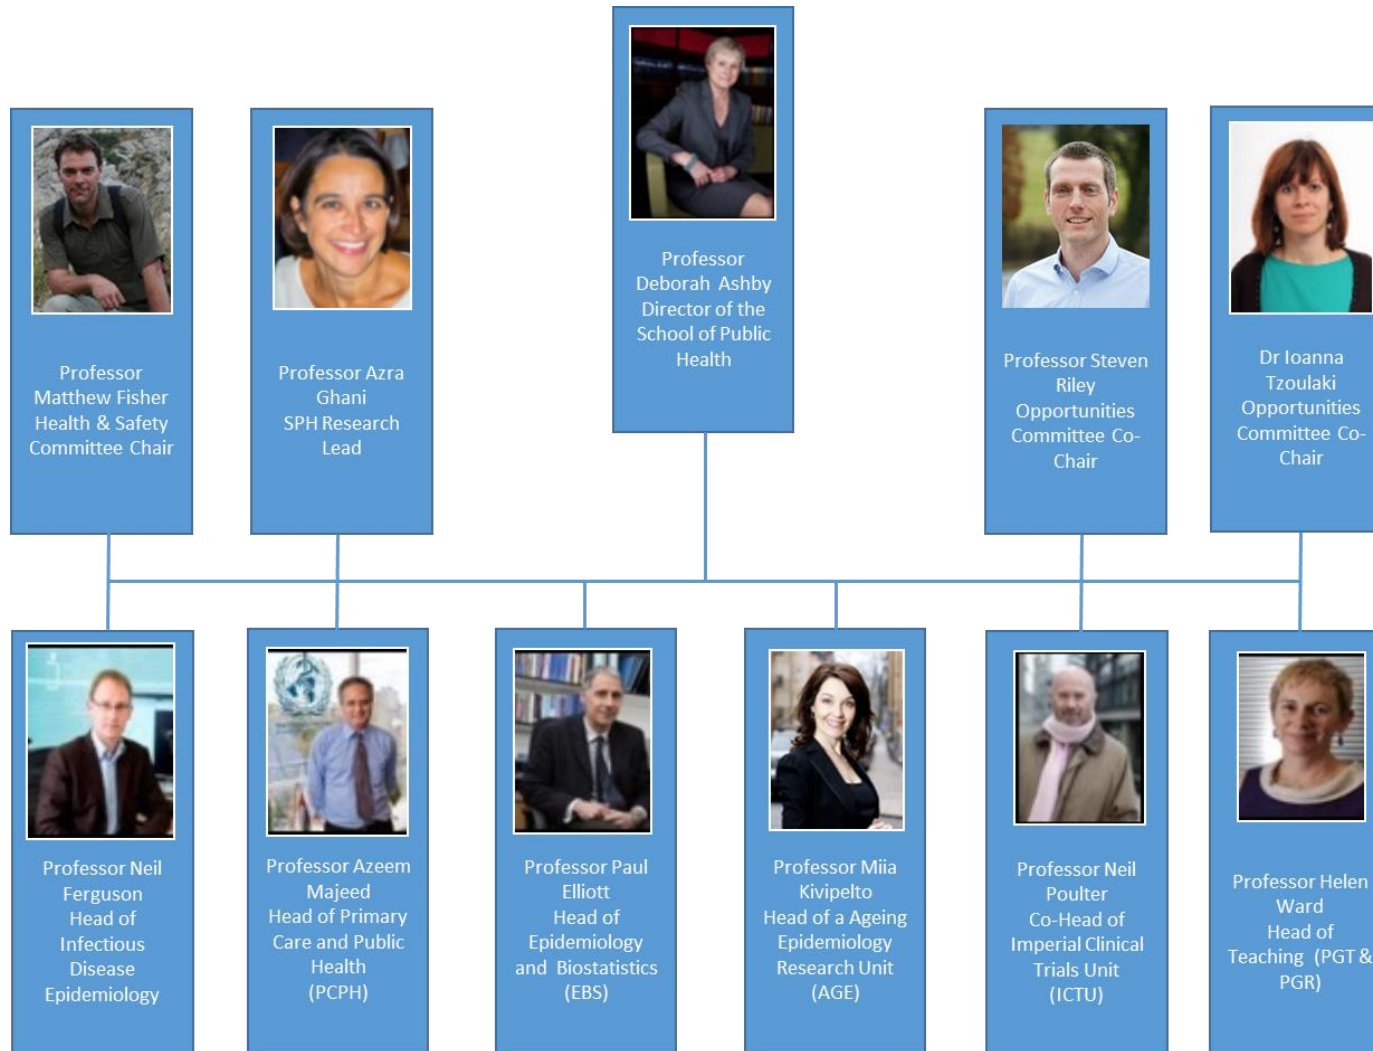 Professor
Deborah Ashby
Director of the
School of Public
Health
Professor
Matthew Fisher
Health & Safety
Committee Chair
Professor Azra
Ghani
SPH Research
Lead
Professor Steven
Riley
Opportunities
Committee Co-
Chair
Dr Ioanna
Tzoulaki
Opportunities
Committee Co-
Chair
Professor Neil
Ferguson
Head of
Infectious
Disease
Epidemiology
Professor Azeem
Majeed
Head of Primary
Care and Public
Health
(PCPH)
Professor Paul
Elliott
Head of
Epidemiology
and Biostatistics
(EBS)
Professor Miia
Kivipelto
Head of a Ageing
Epidemiology
Research Unit
(AGE)
Professor Neil
Poulter
Co-Head of
Imperial Clinical
Trials Unit
(ICTU)
Professor Helen
Ward
Head of
Teaching (PGT &
PGR)